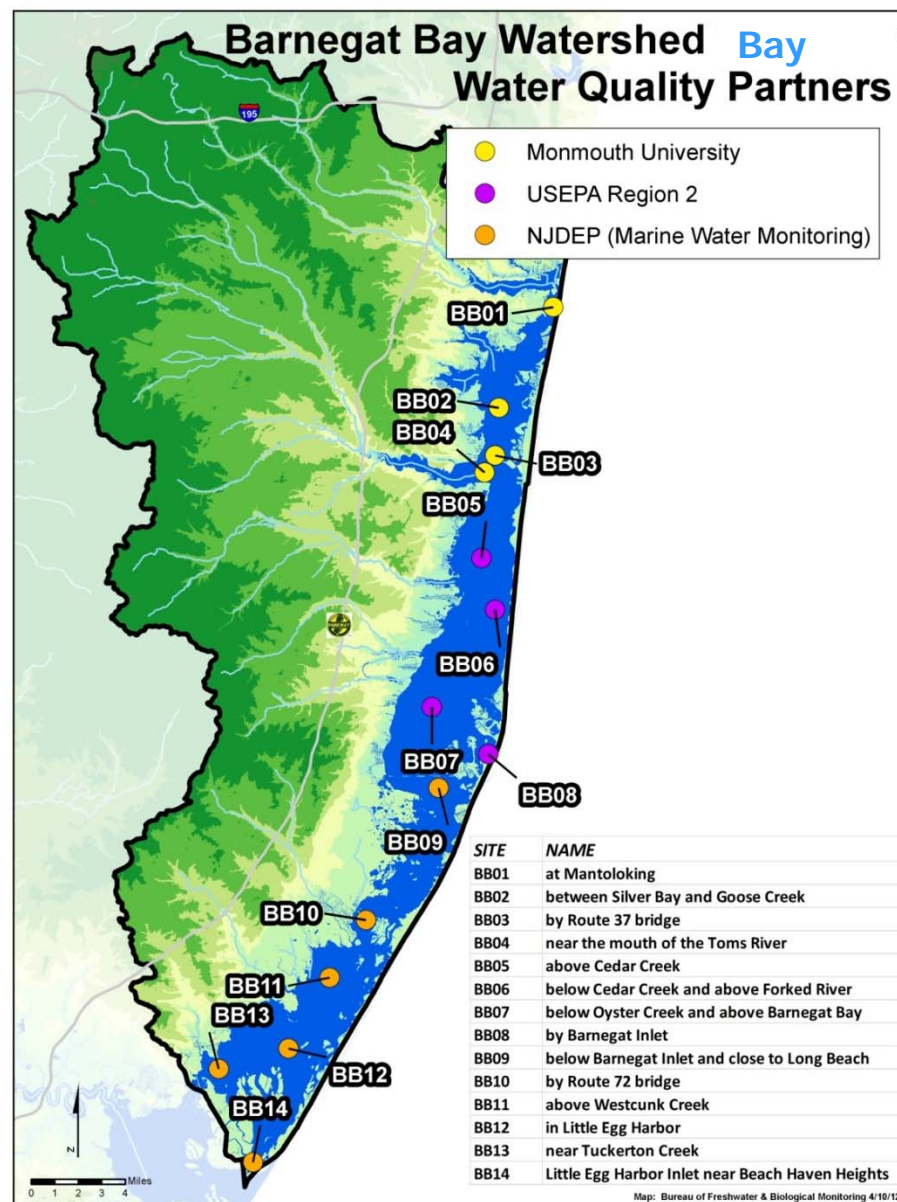 Barnegat Bay Watershed Bay
Water Quality Partners
195
Monmouth University
USEPA Region 2
NJDEP (Marine Water Monitoring)
BB01
BB02
BB04
BB03
BB05
BB06
BB07
BB08
BB09
BB10
BB11
BB13
BB12
BB14
SITE NAME
BB01 at Mantoloking
BB02 between Silver Bay and Goose Creek
BB03 by Route 37 bridge
BB04 near the mouth of the Toms River
BB05 above Cedar Creek
BB06 below Cedar Creek and above Forked River
BB07 below Oyster Creek and above Barnegat Bay
BB08 by Barnegat Inlet
BB09 below Barnegat Inlet and close to Long Beach
BB10 by Route 72 bridge
BB11 above Westcunk Creek
BB12 in Little Egg Harbor
BB13 near Tuckerton Creek
BB14 Little Egg Harbor Inlet near Beach Haven Heights
N
Miles
0 1 2 3 4
Map: Bureau of Freshwater & Biological Monitoring 4/10/12